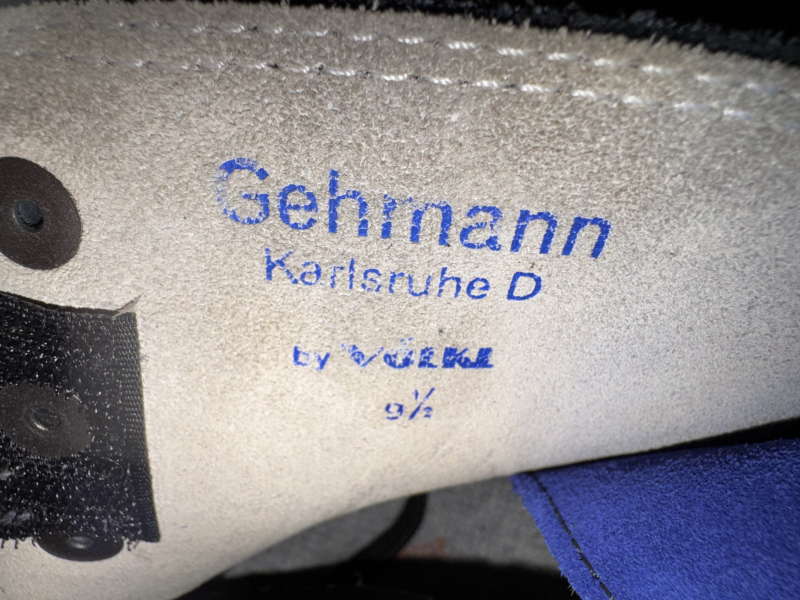 Gehmann
Karlsruhe D
by VÖLKL
9½